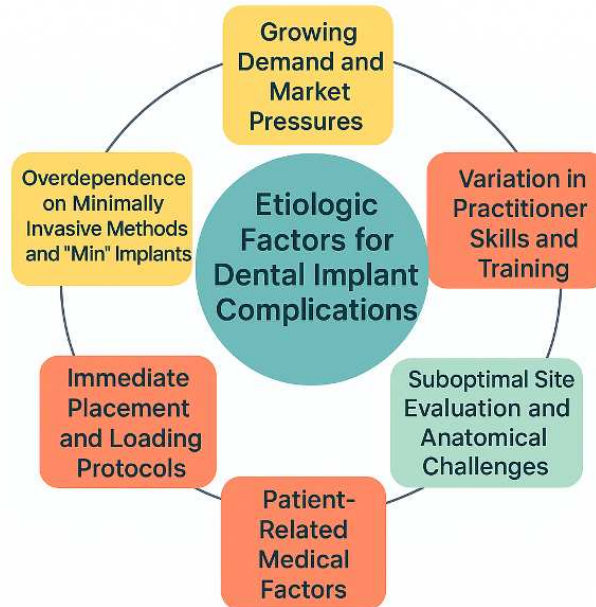 Growing
Demand and
Market
Pressures
Overdependence
on Minimally
Invasive Methods
and "Min" Implants
Etiologic
Factors for
Dental Implant
Complications
Variation in
Practitioner
Skills and
Training
Immediate
Placement
and Loading
Protocols
Suboptimal Site
Evaluation and
Anatomical
Challenges
Patient-
Related
Medical
Factors